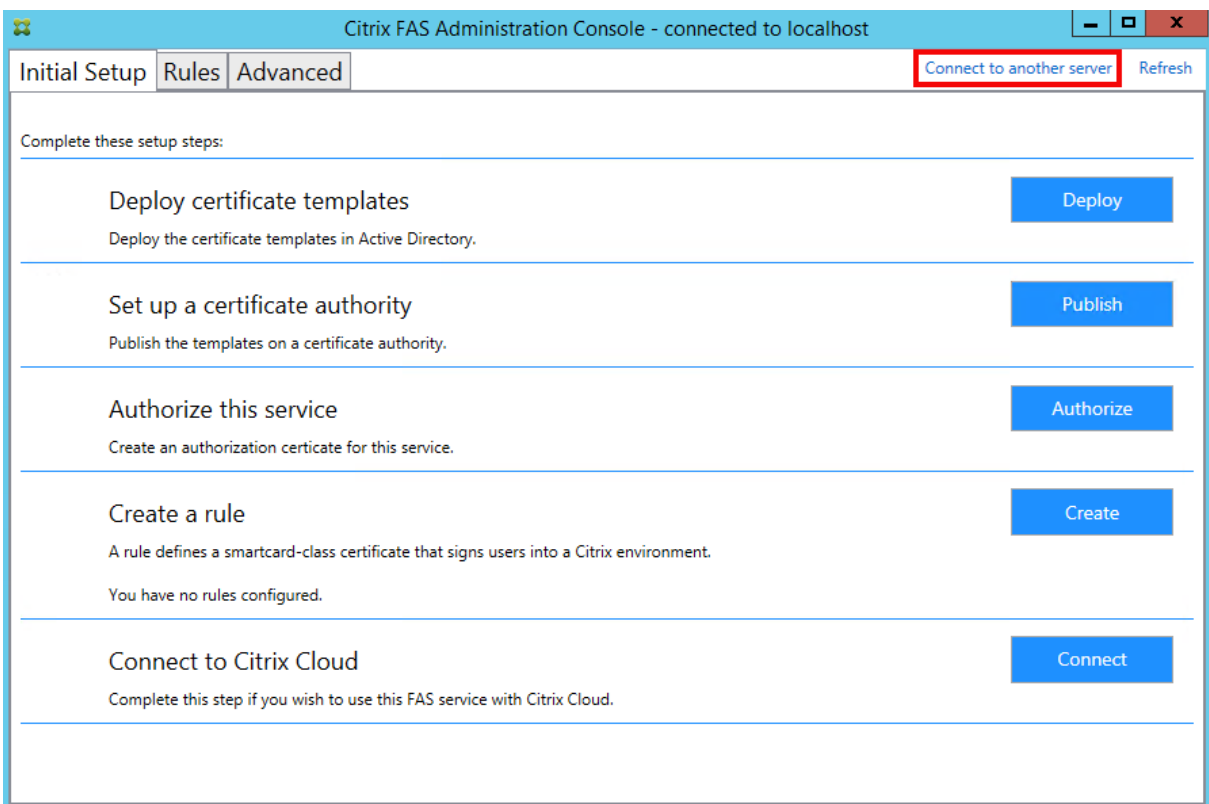 Citrix FAS Administration Console - connected to localhost
Initial Setup Rules Advanced Connect to another server Refresh
Complete these setup steps:
Deploy certificate templates
Deploy
Deploy the certificate templates in Active Directory.
Set up a certificate authority
Publish
Publish the templates on a certificate authority.
Authorize this service
Authorize
Create an authorization certicate for this service.
Create a rule
Create
A rule defines a smartcard-class certificate that signs users into a Citrix environment.
You have no rules configured.
Connect to Citrix Cloud
Connect
Complete this step if you wish to use this FAS service with Citrix Cloud.